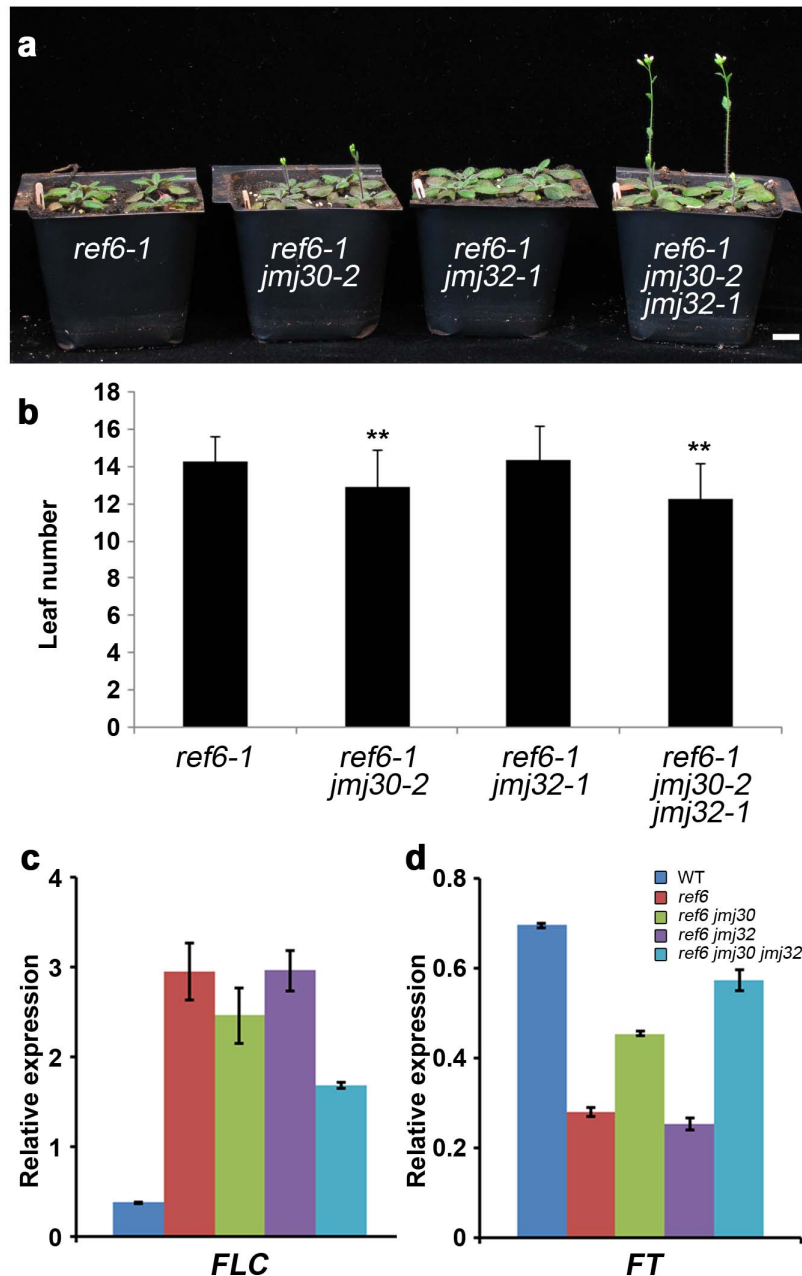 a
ref6-1
ref6-1
jmj30-2
ref6-1
jmj32-1
ref6-1
jmj30-2
jmj32-1
b
Leaf number
18
16
14
12
10
8
6
4
2
0
**
**
ref6-1
ref6-1
jmj30-2
ref6-1
jmj32-1
ref6-1
jmj30-2
jmj32-1
c
Relative expression
4
3
2
1
0
FLC
d
Relative expression
0.8
0.6
0.4
0.2
0
WT
ref6
ref6 jmj30
ref6 jmj32
ref6 jmj30 jmj32
FT